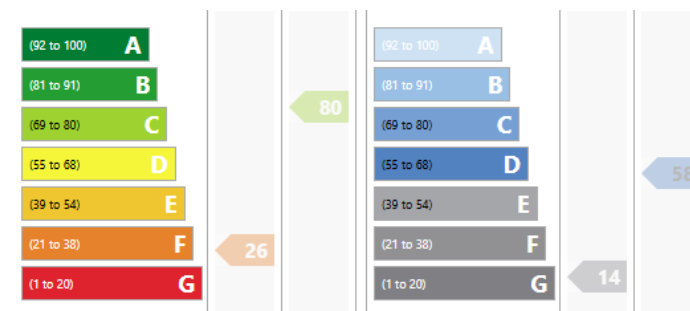 (92 to 100) A
(81 to 91) B
(69 to 80) C
(55 to 68) D
(39 to 54) E
(21 to 38) F
(1 to 20) G
26
80
(92 to 100) A
(81 to 91) B
(69 to 80) C
(55 to 68) D
(39 to 54) E
(21 to 38) F
(1 to 20) G
14
58